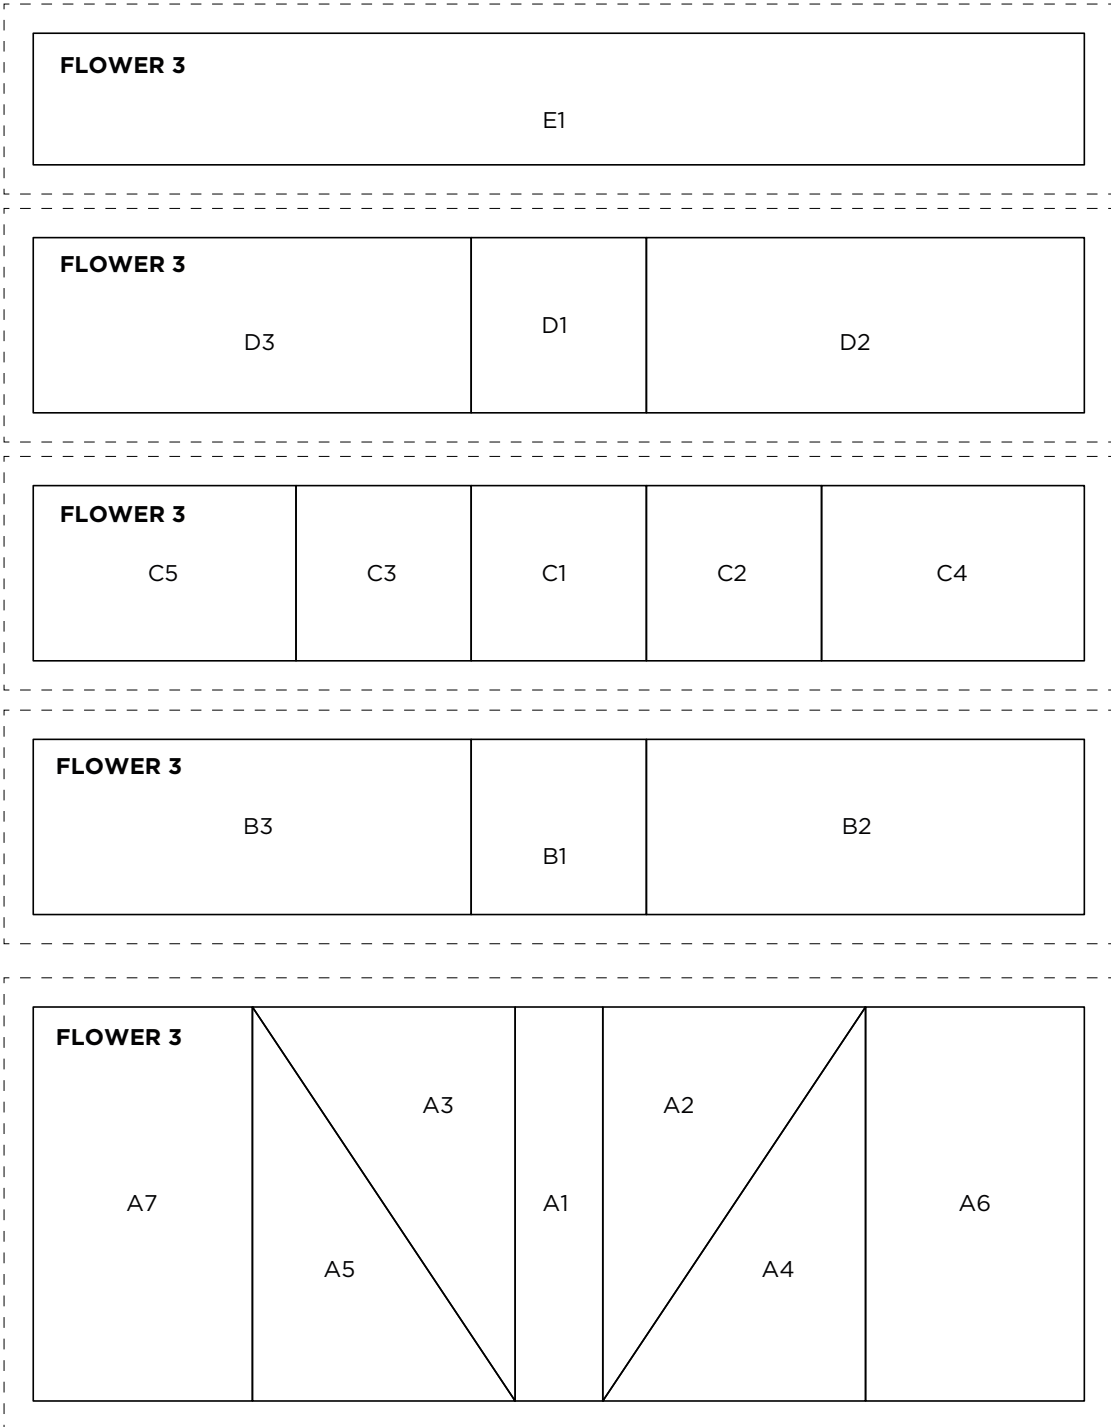 FLOWER 3
E1
FLOWER 3
D3 D1 D2
FLOWER 3
C5 C3 C1 C2 C4
FLOWER 3
B3 B1 B2
FLOWER 3
A3 A2
A7 A1 A6
A5 A4